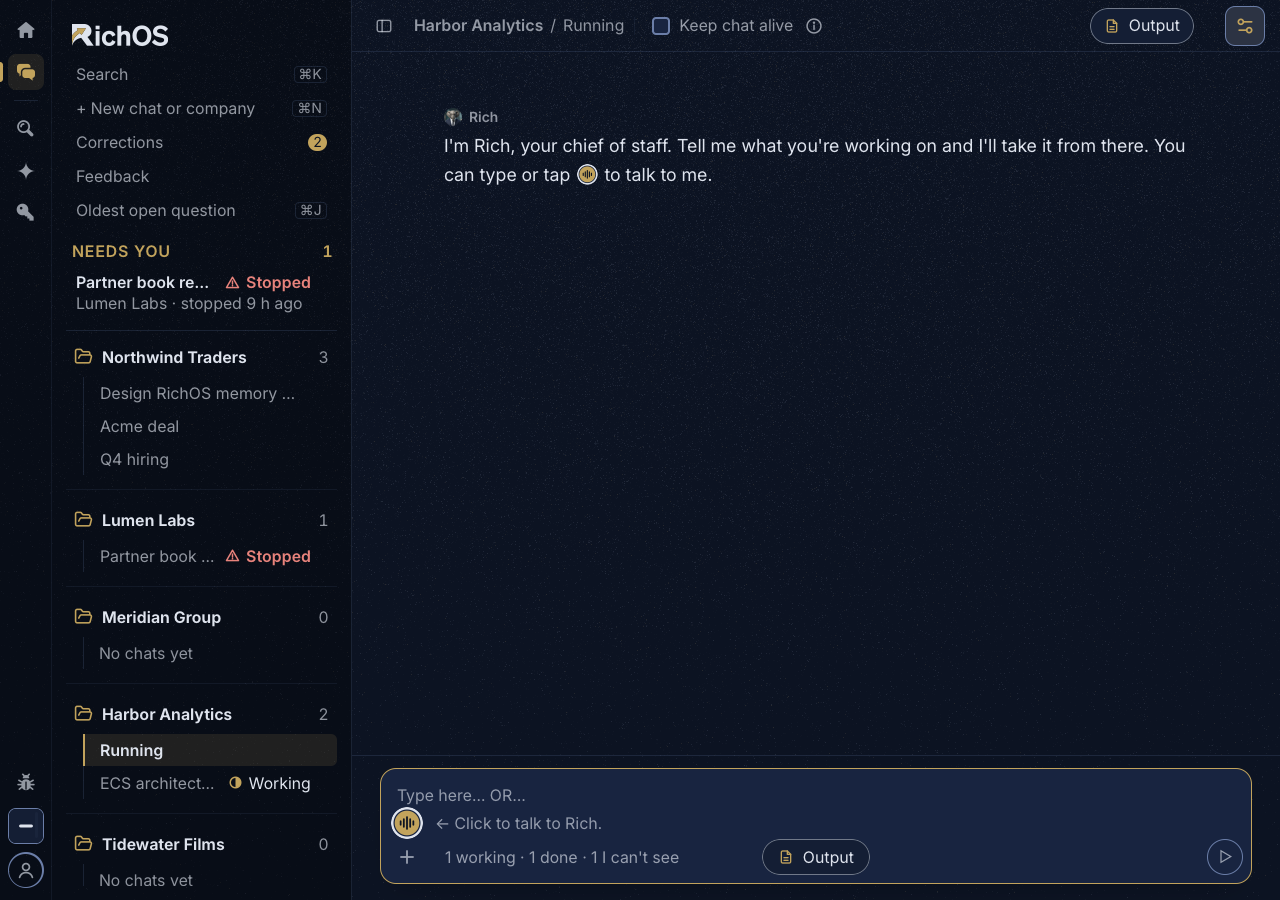 RichOS
Search ⌘K
+ New chat or company ⌘N
Corrections 2
Feedback
Oldest open question ⌘J
NEEDS YOU 1
Partner book re... Stopped
Lumen Labs · stopped 9 h ago
Northwind Traders 3
Design RichOS memory ...
Acme deal
Q4 hiring
Lumen Labs 1
Partner book ... Stopped
Meridian Group 0
No chats yet
Harbor Analytics 2
Running
ECS architect... Working
Tidewater Films 0
No chats yet
Harbor Analytics / Running Keep chat alive Output
Rich
I'm Rich, your chief of staff. Tell me what you're working on and I'll take it from there. You
can type or tap to talk to me.
Type here... OR...
← Click to talk to Rich.
1 working · 1 done · 1 I can't see Output